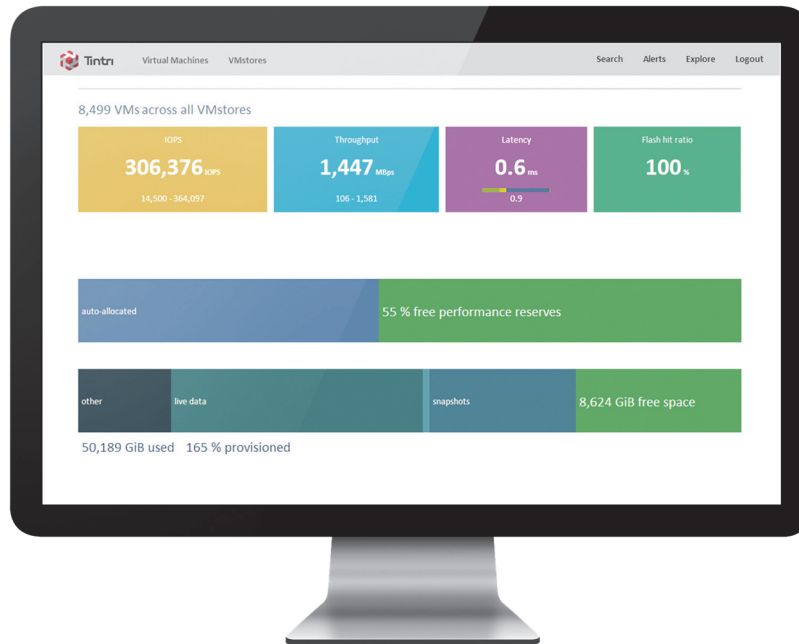 Tintri Virtual Machines VMstores Search Alerts Explore Logout
8,499 VMs across all VMstores
IOPS
306,376 IOPS
14,500 - 364,097
Throughput
1,447 MBps
106 - 1,581
Latency
0.6 ms
0.9
Flash hit ratio
100 %
auto-allocated
55 % free performance reserves
other
live data
snapshots
8,624 GiB free space
50,189 GiB used 165 % provisioned